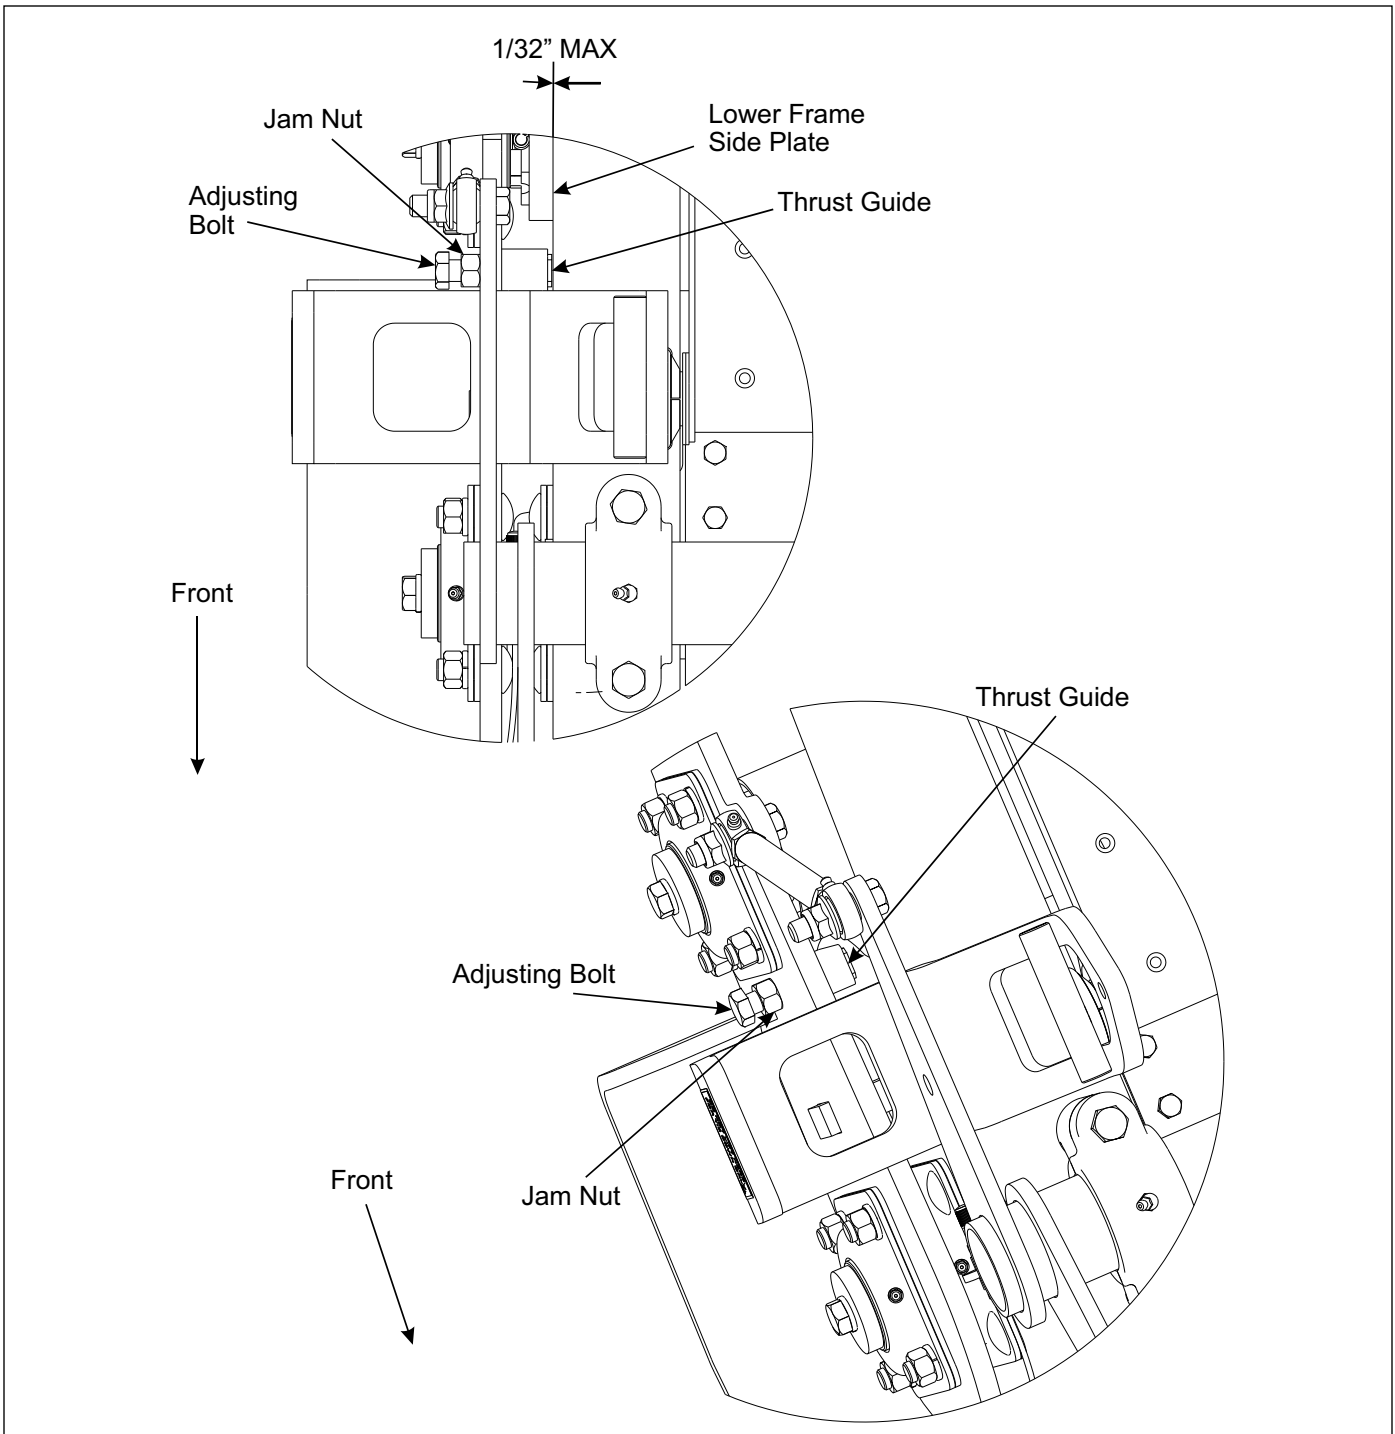 1/32” MAX
Jam Nut
Lower Frame
Side Plate
Adjusting
Bolt
Thrust Guide
Front
Thrust Guide
Adjusting Bolt
Front
Jam Nut